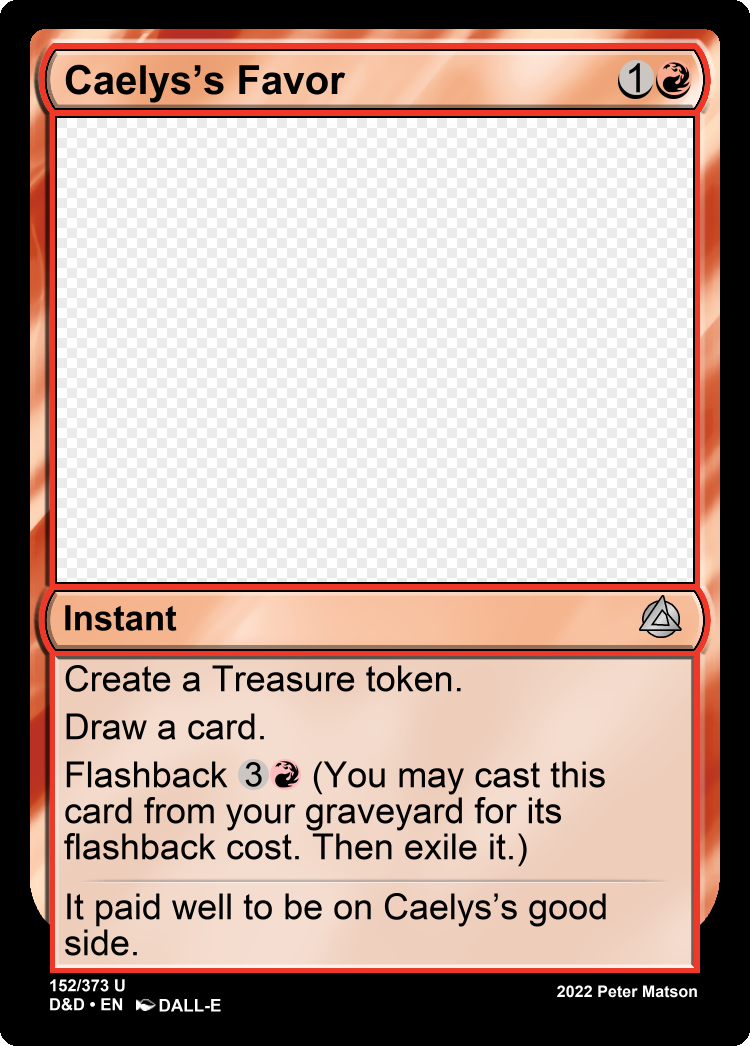 Caelys’s Favor 1
Instant
Create a Treasure token.
Draw a card.
Flashback 3 (You may cast this
card from your graveyard for its
flashback cost. Then exile it.)
It paid well to be on Caelys’s good
side.
152/373 U
D&D • EN DALL-E
2022 Peter Matson